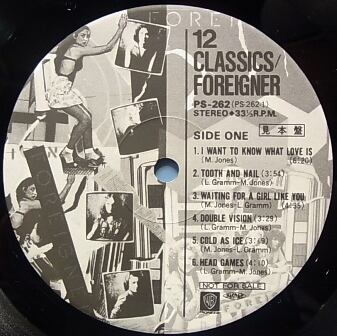 FOREIGNER
12
CLASSICS/
FOREIGNER
PS-262 (PS-262-1)
STEREO•33⅓R.P.M.
SIDE ONE 見本盤
1. I WANT TO KNOW WHAT LOVE IS
(M. Jones) (6:20)
2. TOOTH AND NAIL (3:54)
(L. Gramm-M. Jones)
3. WAITING FOR A GIRL LIKE YOU
(M. Jones-L. Gramm) (4:35)
4. DOUBLE VISION (3:29)
(L. Gramm-M. Jones)
5. COLD AS ICE (3:19)
(M. Jones-L. Gramm)
6. HEAD GAMES (4:10)
(L. Gramm-M. Jones)
NOT FOR SALE